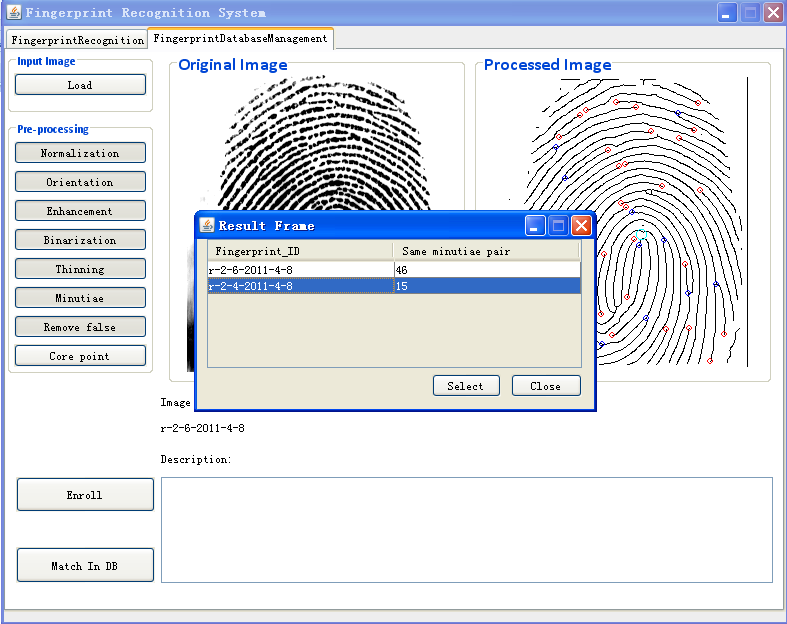 Fingerprint Recognition System
FingerprintRecognition FingerprintDatabaseManagement
Input Image
Load
Pre-processing
Normalization
Orientation
Enhancement
Binarization
Thinning
Minutiae
Remove false
Core point
Original Image
Processed Image
Result Frame
Fingerprint_ID Same minutiae pair
r-2-6-2011-4-8 46
r-2-4-2011-4-8 15
Select Close
Image
r-2-6-2011-4-8
Description:
Enroll
Match In DB